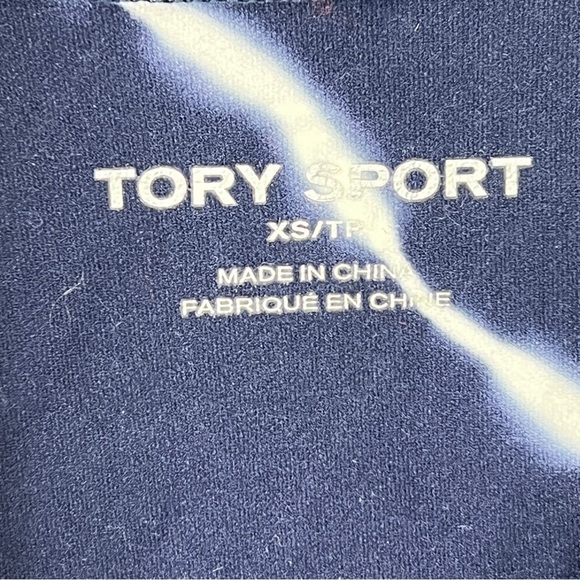 TORY SPORT
XS/TP
MADE IN CHINA
FABRIQUÉ EN CHINE